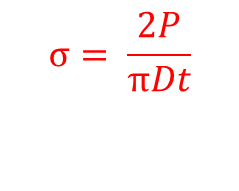 σ = 2P / πDt